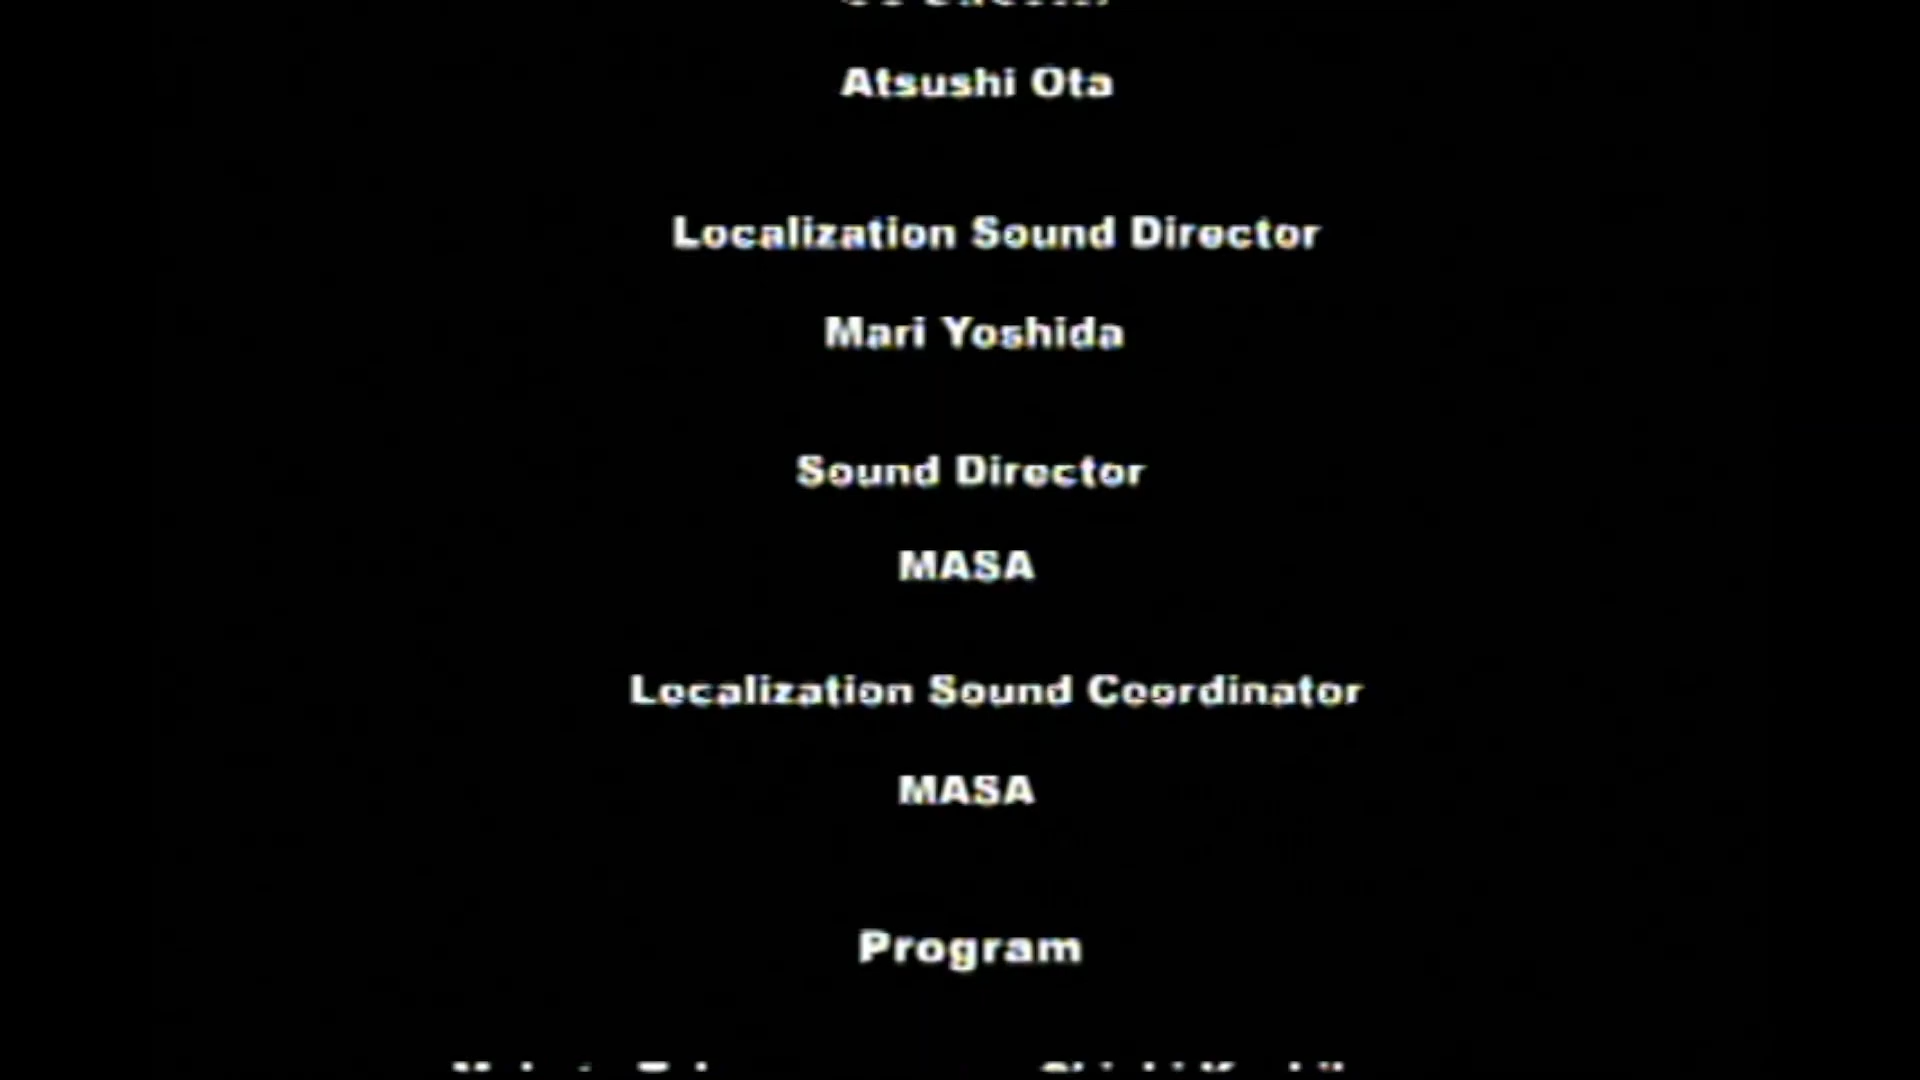 Atsushi Ota
Localization Sound Director
Mari Yoshida
Sound Director
MASA
Localization Sound Coordinator
MASA
Program